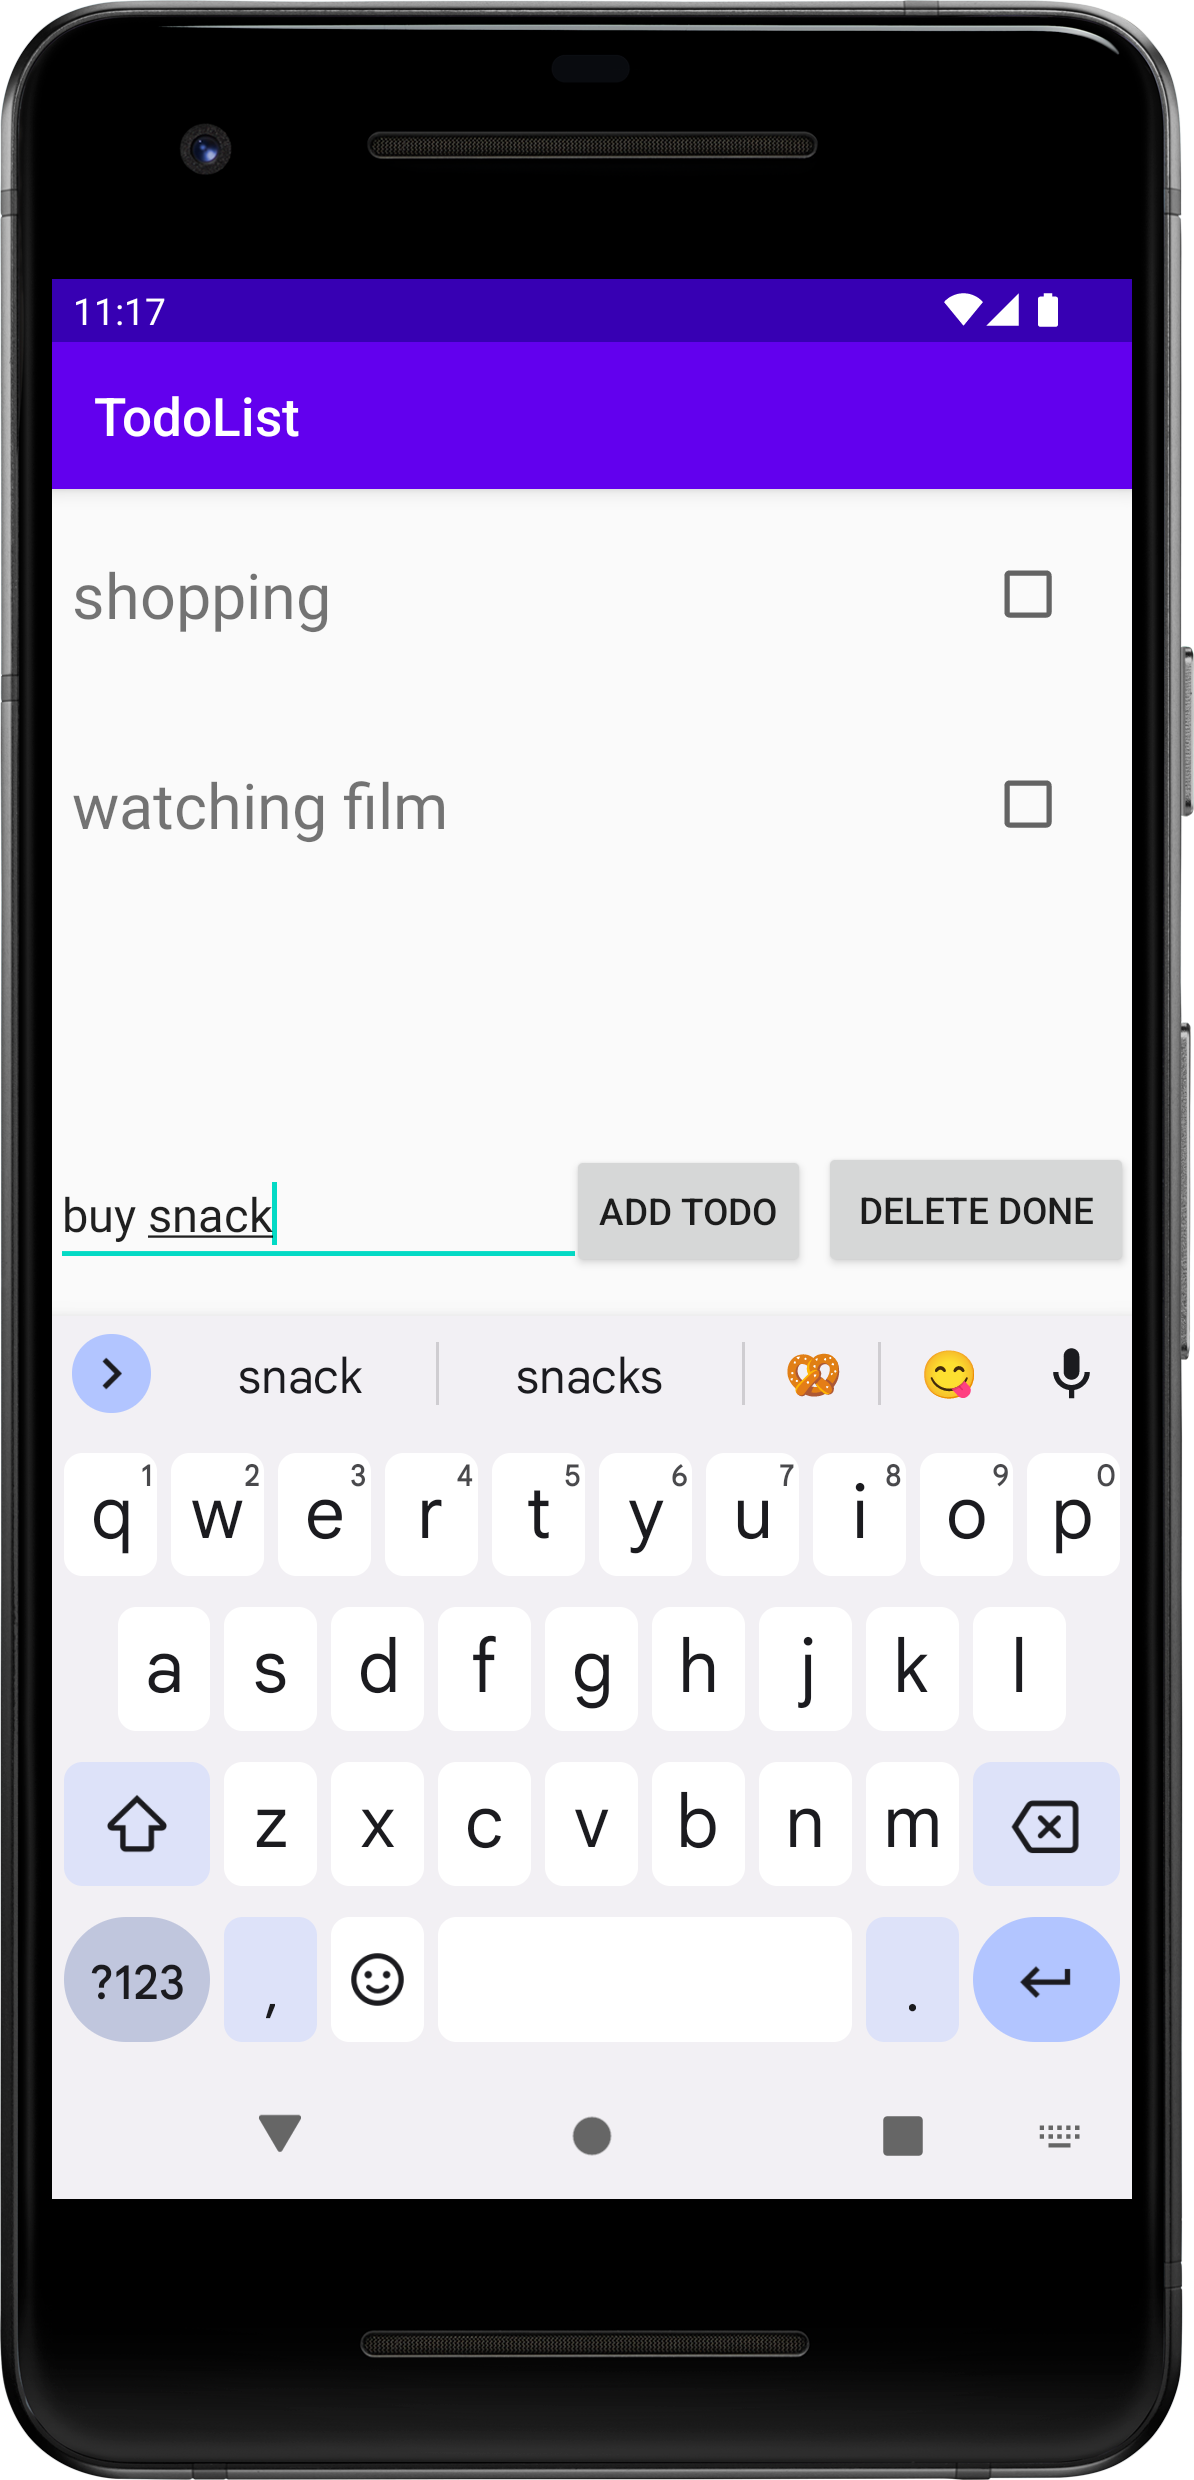 11:17
TodoList
shopping
watching film
buy snack ADD TODO DELETE DONE
snack snacks
1 2 3 4 5 6 7 8 9 0
q w e r t y u i o p
a s d f g h j k l
z x c v b n m
?123 , .